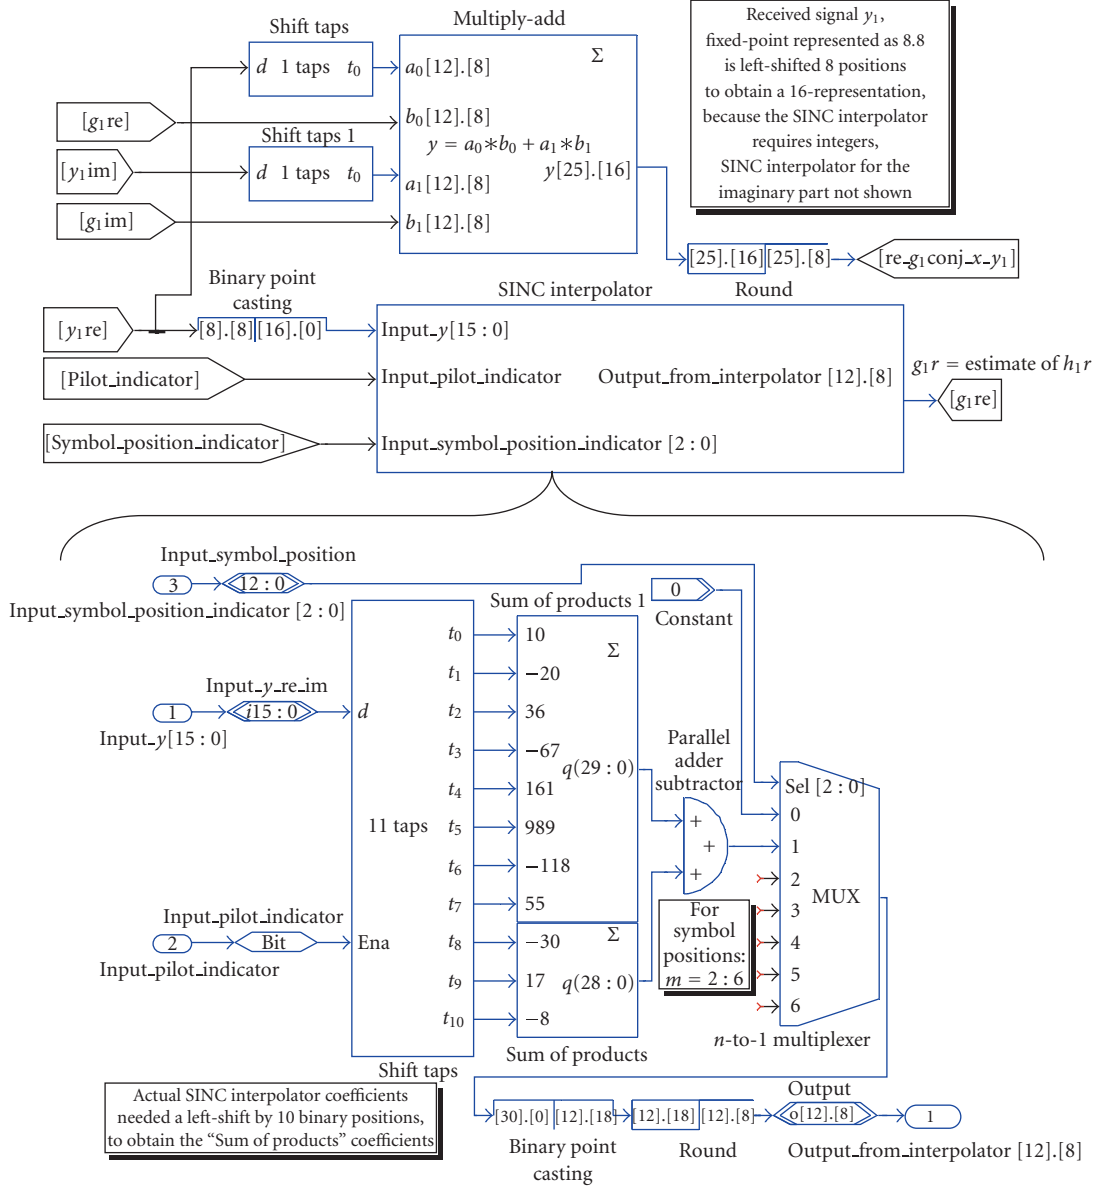 Multiply-add
Shift taps
d 1 taps t0
a0[12].[8]
Σ
[g1re]
b0[12].[8]
Shift taps 1
y = a0*b0 + a1*b1
[y1im]
d 1 taps t0
a1[12].[8]
y[25].[16]
[g1im]
b1[12].[8]
Received signal y1,
fixed-point represented as 8.8
is left-shifted 8 positions
to obtain a 16-representation,
because the SINC interpolator
requires integers,
SINC interpolator for the
imaginary part not shown
[25].[16] [25].[8]
[re_g1conj_x_y1]
Round
Binary point
casting
SINC interpolator
[y1re]
[8].[8] [16].[0]
Input_y[15 : 0]
[Pilot_indicator]
Input_pilot_indicator
Output_from_interpolator [12].[8]
g1r = estimate of h1r
[g1re]
[Symbol_position_indicator]
Input_symbol_position_indicator [2 : 0]
Input_symbol_position
3
12 : 0
Input_symbol_position_indicator [2 : 0]
Input_y_re_im
1
i15 : 0
Input_y[15 : 0]
d
11 taps
Input_pilot_indicator
2
Bit
Ena
Input_pilot_indicator
Shift taps
Sum of products 1
t0 10
Σ
t1 −20
t2 36
t3 −67
q(29 : 0)
t4 161
t5 989
t6 −118
t7 55
t8 −30
Σ
t9 17
q(28 : 0)
t10 −8
Sum of products
0
Constant
Parallel
adder
subtractor
+
+
+
For
symbol
positions:
m = 2 : 6
Sel [2 : 0]
0
1
2
MUX
3
4
5
6
n-to-1 multiplexer
Actual SINC interpolator coefficients
needed a left-shift by 10 binary positions,
to obtain the “Sum of products” coefficients
[30].[0] [12].[18]
Binary point
casting
[12].[18] [12].[8]
Round
Output
o[12].[8]
1
Output_from_interpolator [12].[8]